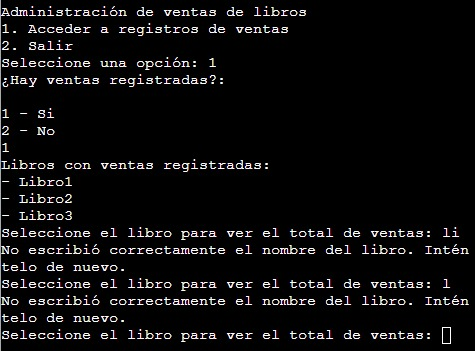 Administración de ventas de libros
1. Acceder a registros de ventas
2. Salir
Seleccione una opción: 1
¿Hay ventas registradas?:
1 - Si
2 - No
1
Libros con ventas registradas:
- Libro1
- Libro2
- Libro3
Seleccione el libro para ver el total de ventas: li
No escribió correctamente el nombre del libro. Intén
telo de nuevo.
Seleccione el libro para ver el total de ventas: l
No escribió correctamente el nombre del libro. Intén
telo de nuevo.
Seleccione el libro para ver el total de ventas: